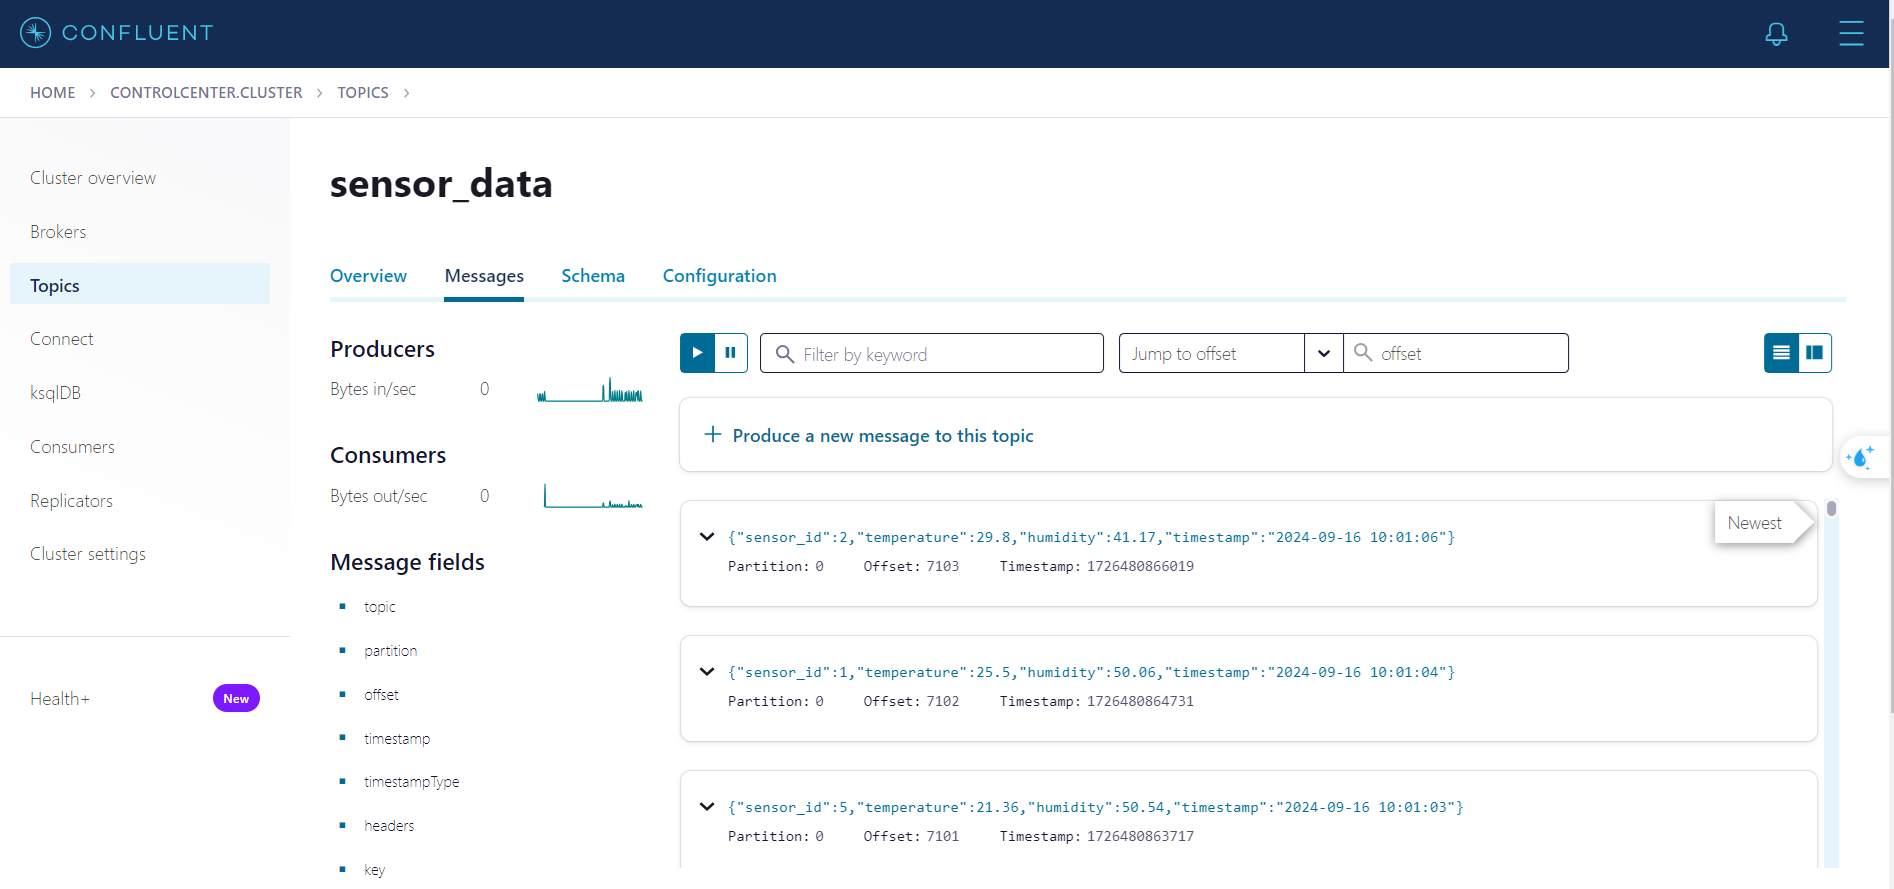 CONFLUENT
HOME > CONTROLCENTER.CLUSTER > TOPICS >
Cluster overview
Brokers
Topics
Connect
ksqlDB
Consumers
Replicators
Cluster settings
Health+ New
sensor_data
Overview Messages Schema Configuration
Producers
Bytes in/sec 0
Consumers
Bytes out/sec 0
Message fields
topic
partition
offset
timestamp
timestampType
headers
key
Filter by keyword Jump to offset offset
Produce a new message to this topic
Newest
{"sensor_id":2,"temperature":29.8,"humidity":41.17,"timestamp":"2024-09-16 10:01:06"}
Partition: 0 Offset: 7103 Timestamp: 1726480866019
{"sensor_id":1,"temperature":25.5,"humidity":50.06,"timestamp":"2024-09-16 10:01:04"}
Partition: 0 Offset: 7102 Timestamp: 1726480864731
{"sensor_id":5,"temperature":21.36,"humidity":50.54,"timestamp":"2024-09-16 10:01:03"}
Partition: 0 Offset: 7101 Timestamp: 1726480863717